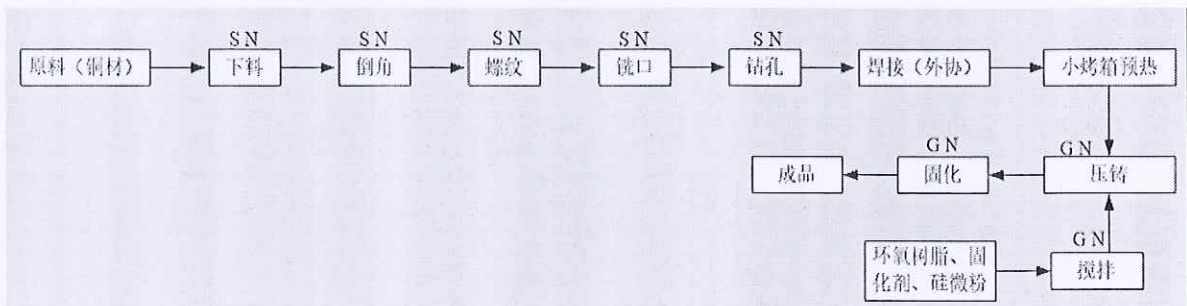 SN SN SN SN SN
原料（铜材） 下料 倒角 螺纹 铣口 钻孔 焊接（外协） 小烤箱预热
GN GN
成品 固化 压铸
GN
环氧树脂、固
化剂、硅微粉
搅拌